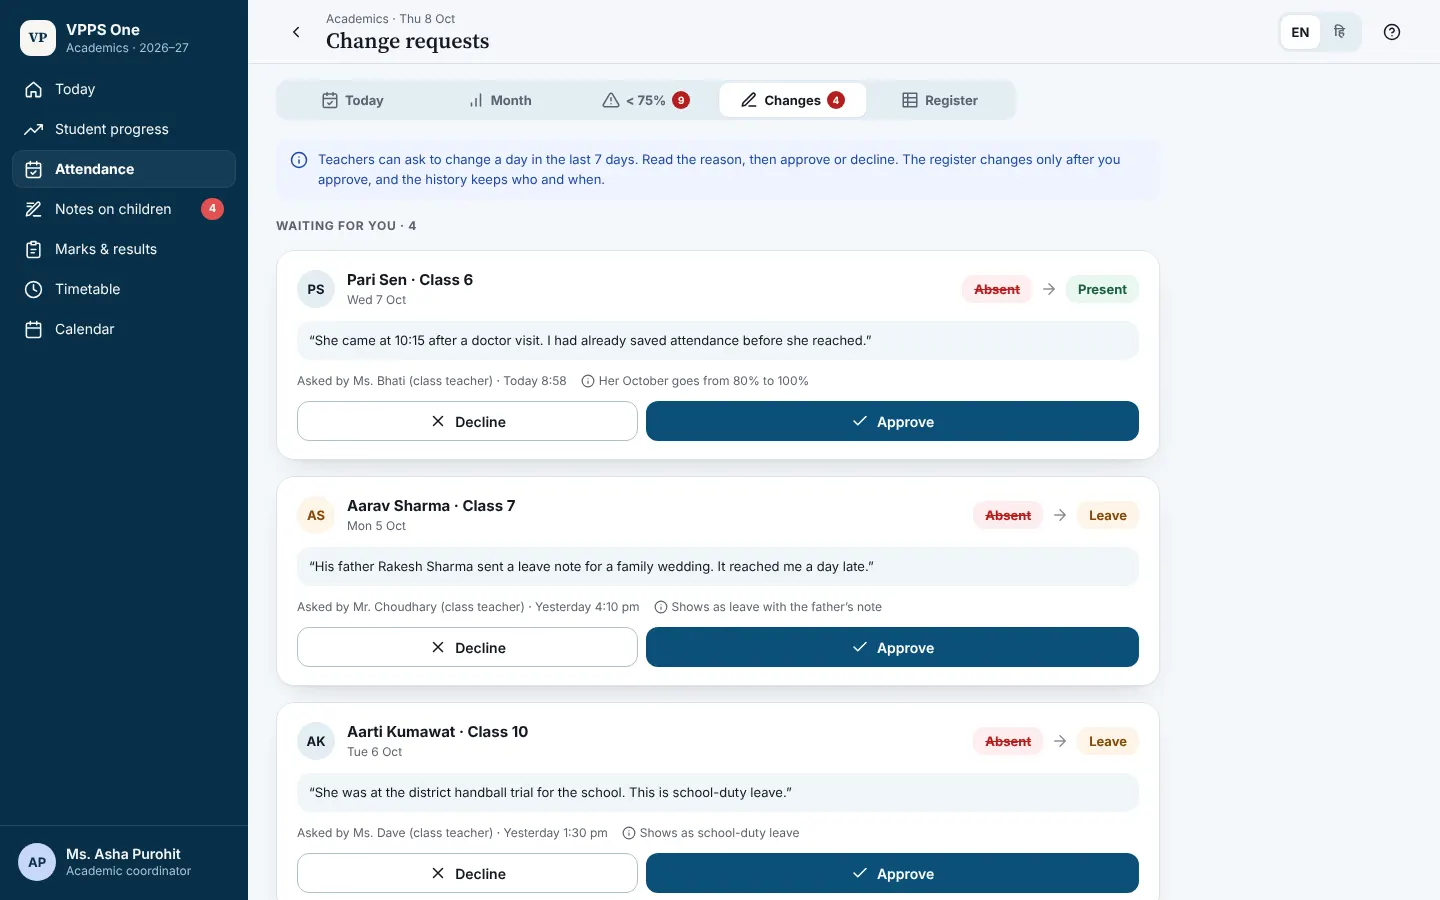 VP
VPPS One
Academics · 2026–27
Today
Student progress
Attendance
Notes on children 4
Marks & results
Timetable
Calendar
AP
Ms. Asha Purohit
Academic coordinator
Academics · Thu 8 Oct
Change requests
EN हि
Today Month < 75% 9 Changes 4 Register
Teachers can ask to change a day in the last 7 days. Read the reason, then approve or decline. The register changes only after you
approve, and the history keeps who and when.
WAITING FOR YOU · 4
PS
Pari Sen · Class 6
Wed 7 Oct
Absent → Present
“She came at 10:15 after a doctor visit. I had already saved attendance before she reached.”
Asked by Ms. Bhati (class teacher) · Today 8:58 Her October goes from 80% to 100%
Decline Approve
AS
Aarav Sharma · Class 7
Mon 5 Oct
Absent → Leave
“His father Rakesh Sharma sent a leave note for a family wedding. It reached me a day late.”
Asked by Mr. Choudhary (class teacher) · Yesterday 4:10 pm Shows as leave with the father’s note
Decline Approve
AK
Aarti Kumawat · Class 10
Tue 6 Oct
Absent → Leave
“She was at the district handball trial for the school. This is school-duty leave.”
Asked by Ms. Dave (class teacher) · Yesterday 1:30 pm Shows as school-duty leave
Decline Approve